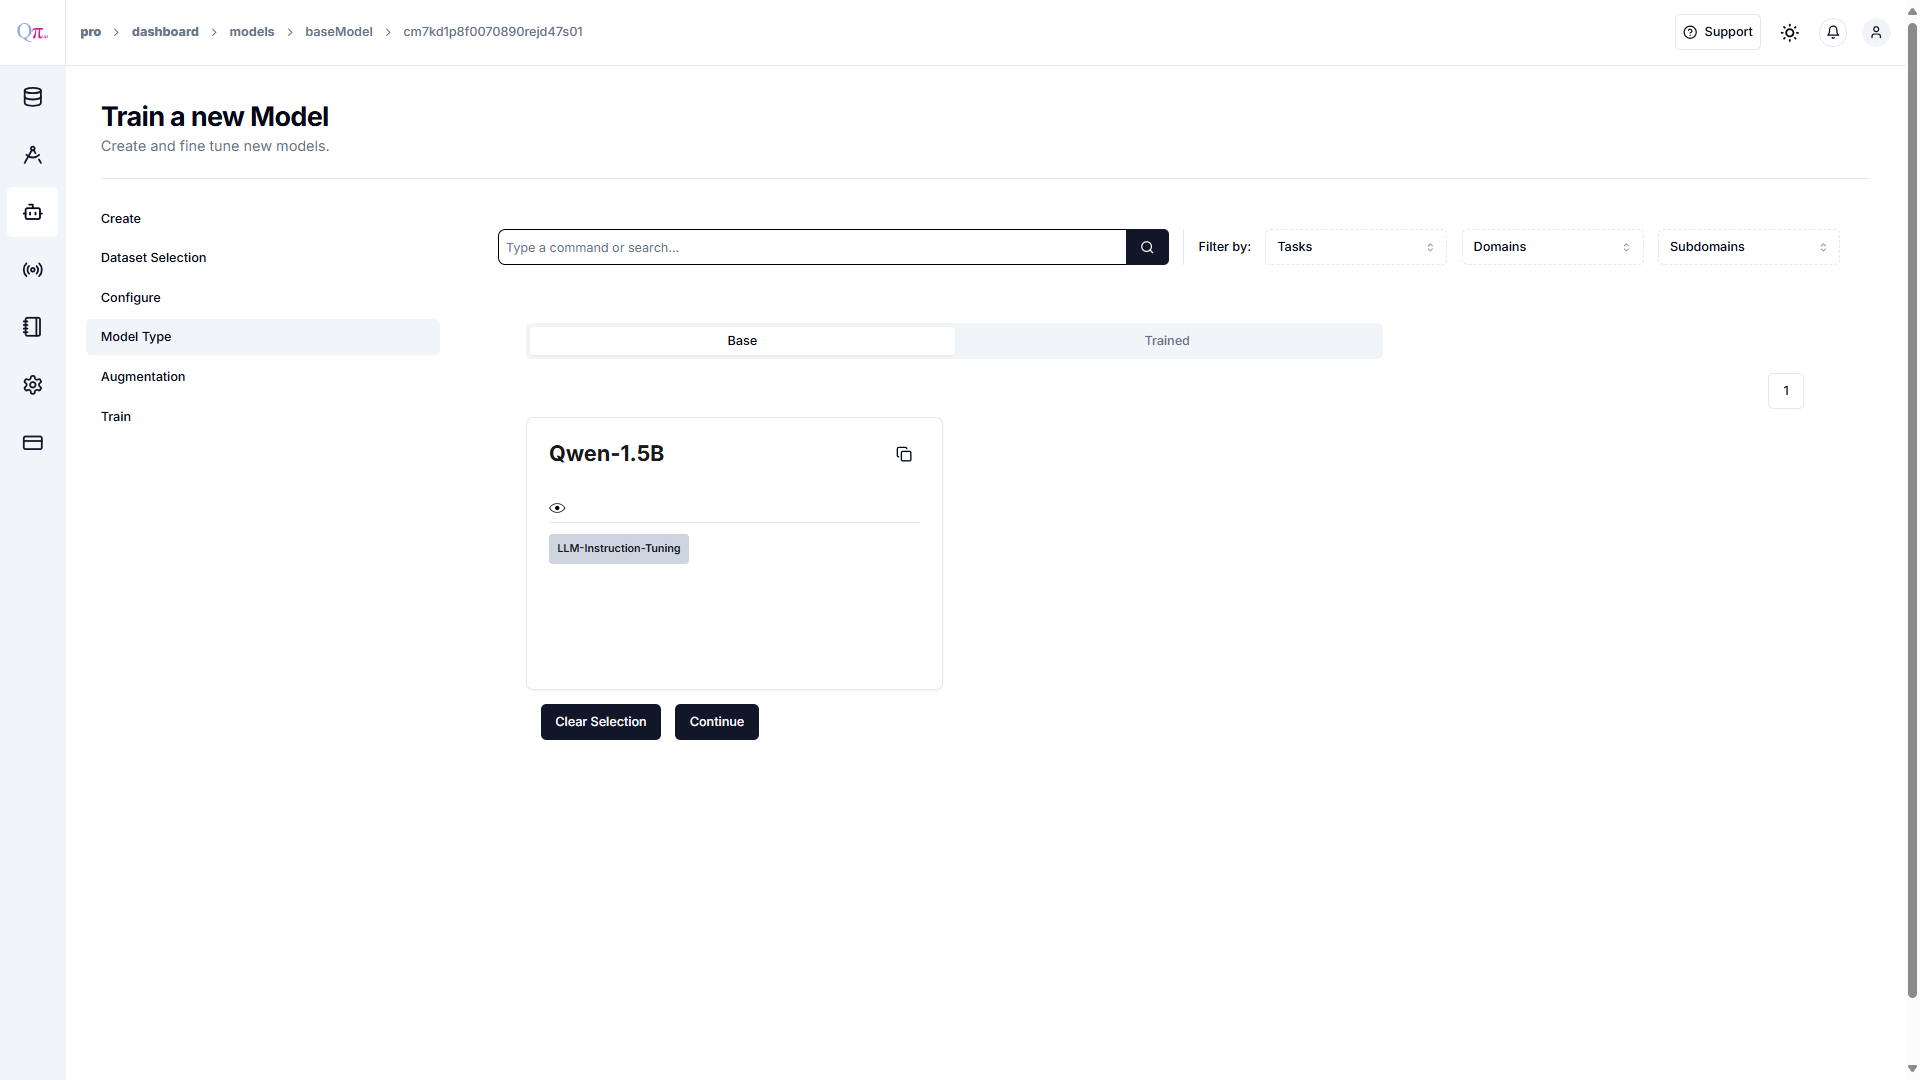 Qπ.ai
pro > dashboard > models > baseModel > cm7kd1p8f0070890rejd47s01
Support
Train a new Model
Create and fine tune new models.
Create
Dataset Selection
Configure
Model Type
Augmentation
Train
Type a command or search...
Filter by:
Tasks
Domains
Subdomains
Base
Trained
1
Qwen-1.5B
LLM-Instruction-Tuning
Clear Selection
Continue